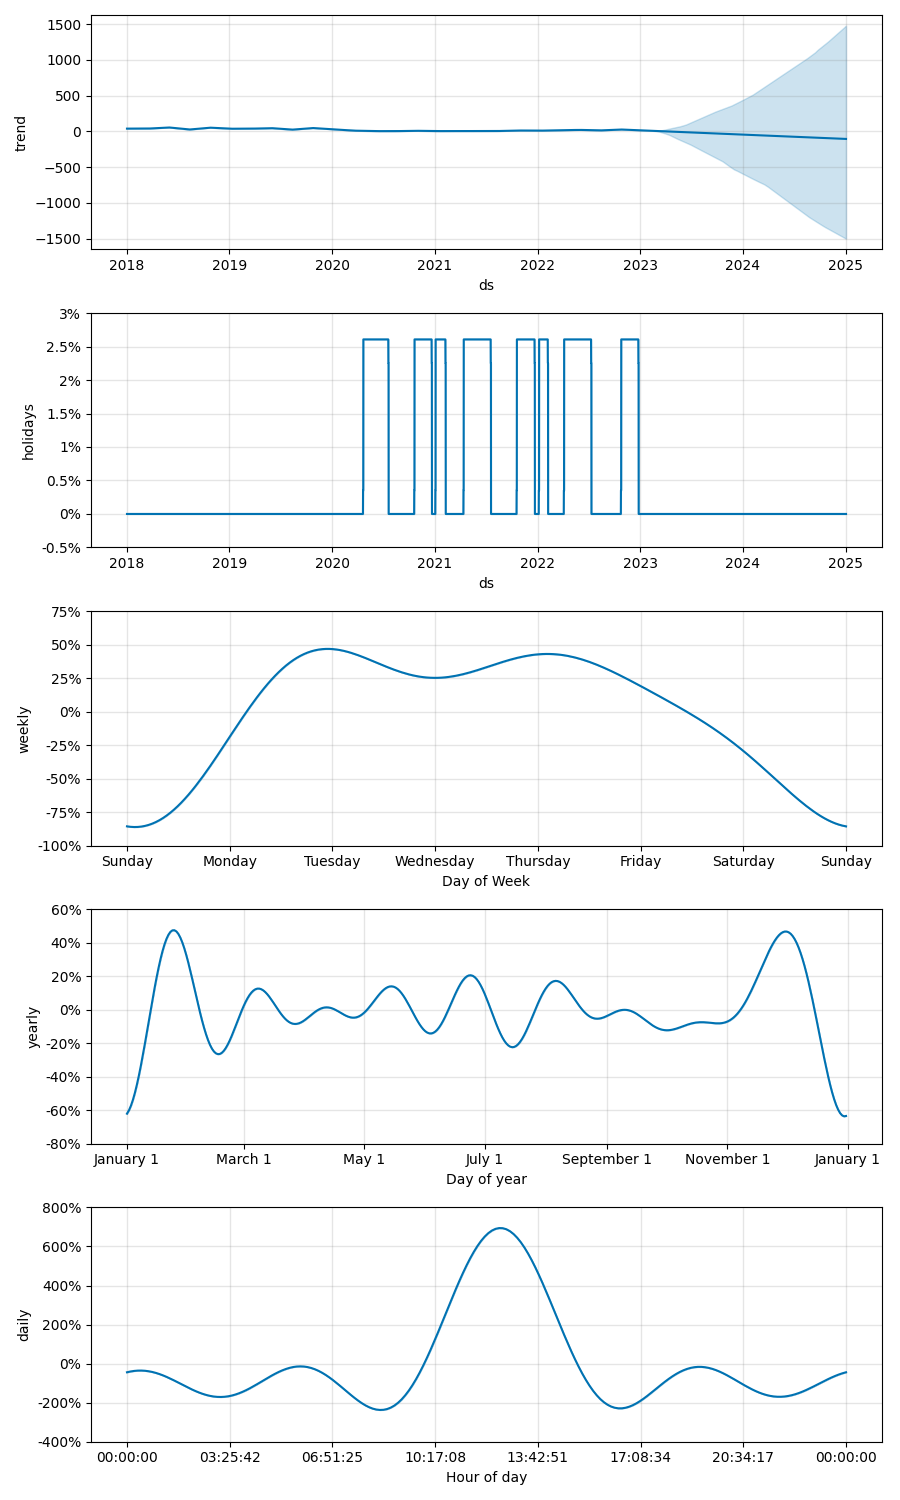 1500
1000
500
0
−500
−1000
−1500
trend
2018 2019 2020 2021 2022 2023 2024 2025
ds
3%
2.5%
2%
1.5%
1%
0.5%
0%
-0.5%
holidays
2018 2019 2020 2021 2022 2023 2024 2025
ds
75%
50%
25%
0%
-25%
-50%
-75%
-100%
weekly
Sunday Monday Tuesday Wednesday Thursday Friday Saturday Sunday
Day of Week
60%
40%
20%
0%
-20%
-40%
-60%
-80%
yearly
January 1 March 1 May 1 July 1 September 1 November 1 January 1
Day of year
800%
600%
400%
200%
0%
-200%
-400%
daily
00:00:00 03:25:42 06:51:25 10:17:08 13:42:51 17:08:34 20:34:17 00:00:00
Hour of day